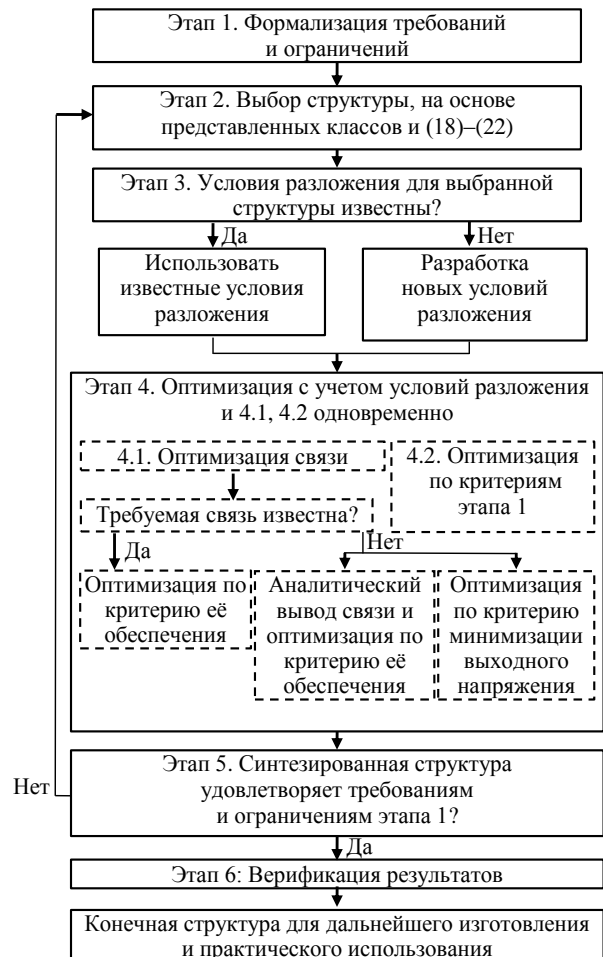 Этап 1. Формализация требований
и ограничений
Этап 2. Выбор структуры, на основе
представленных классов и (18)–(22)
Этап 3. Условия разложения для выбранной
структуры известны?
Да
Нет
Использовать
известные условия
разложения
Разработка
новых условий
разложения
Этап 4. Оптимизация с учетом условий разложения
и 4.1, 4.2 одновременно
4.1. Оптимизация связи
4.2. Оптимизация
по критериям
этапа 1
Требуемая связь известна?
Да
Нет
Оптимизация по
критерию её
обеспечения
Аналитический
вывод связи и
оптимизация по
критерию её
обеспечения
Оптимизация
по критерию
минимизации
выходного
напряжения
Этап 5. Синтезированная структура
удовлетворяет требованиям
и ограничениям этапа 1?
Нет
Да
Этап 6: Верификация результатов
Конечная структура для дальнейшего изготовления
и практического использования